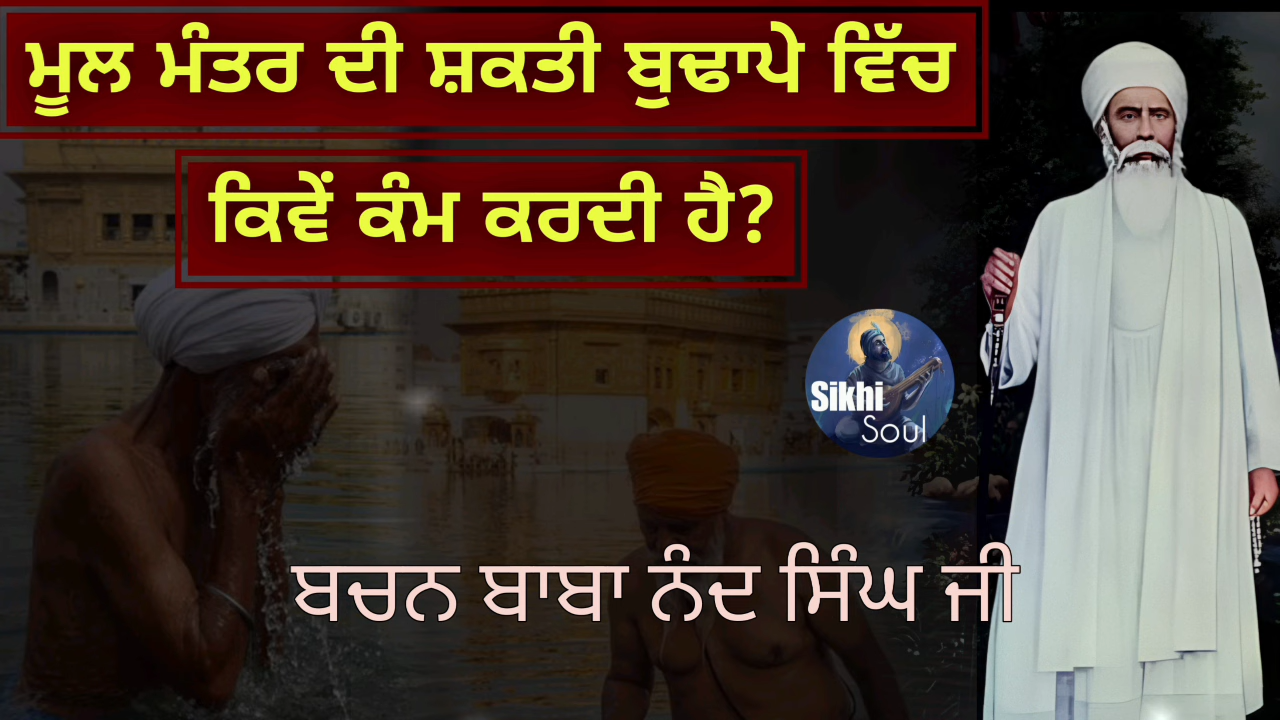 ਮੂਲ ਮੰਤਰ ਦੀ ਸ਼ਕਤੀ ਬੁਢਾਪੇ ਵਿੱਚ
ਕਿਵੇਂ ਕੰਮ ਕਰਦੀ ਹੈ?
Sikhi
Soul
ਬਚਨ ਬਾਬਾ ਨੰਦ ਸਿੰਘ ਜੀ